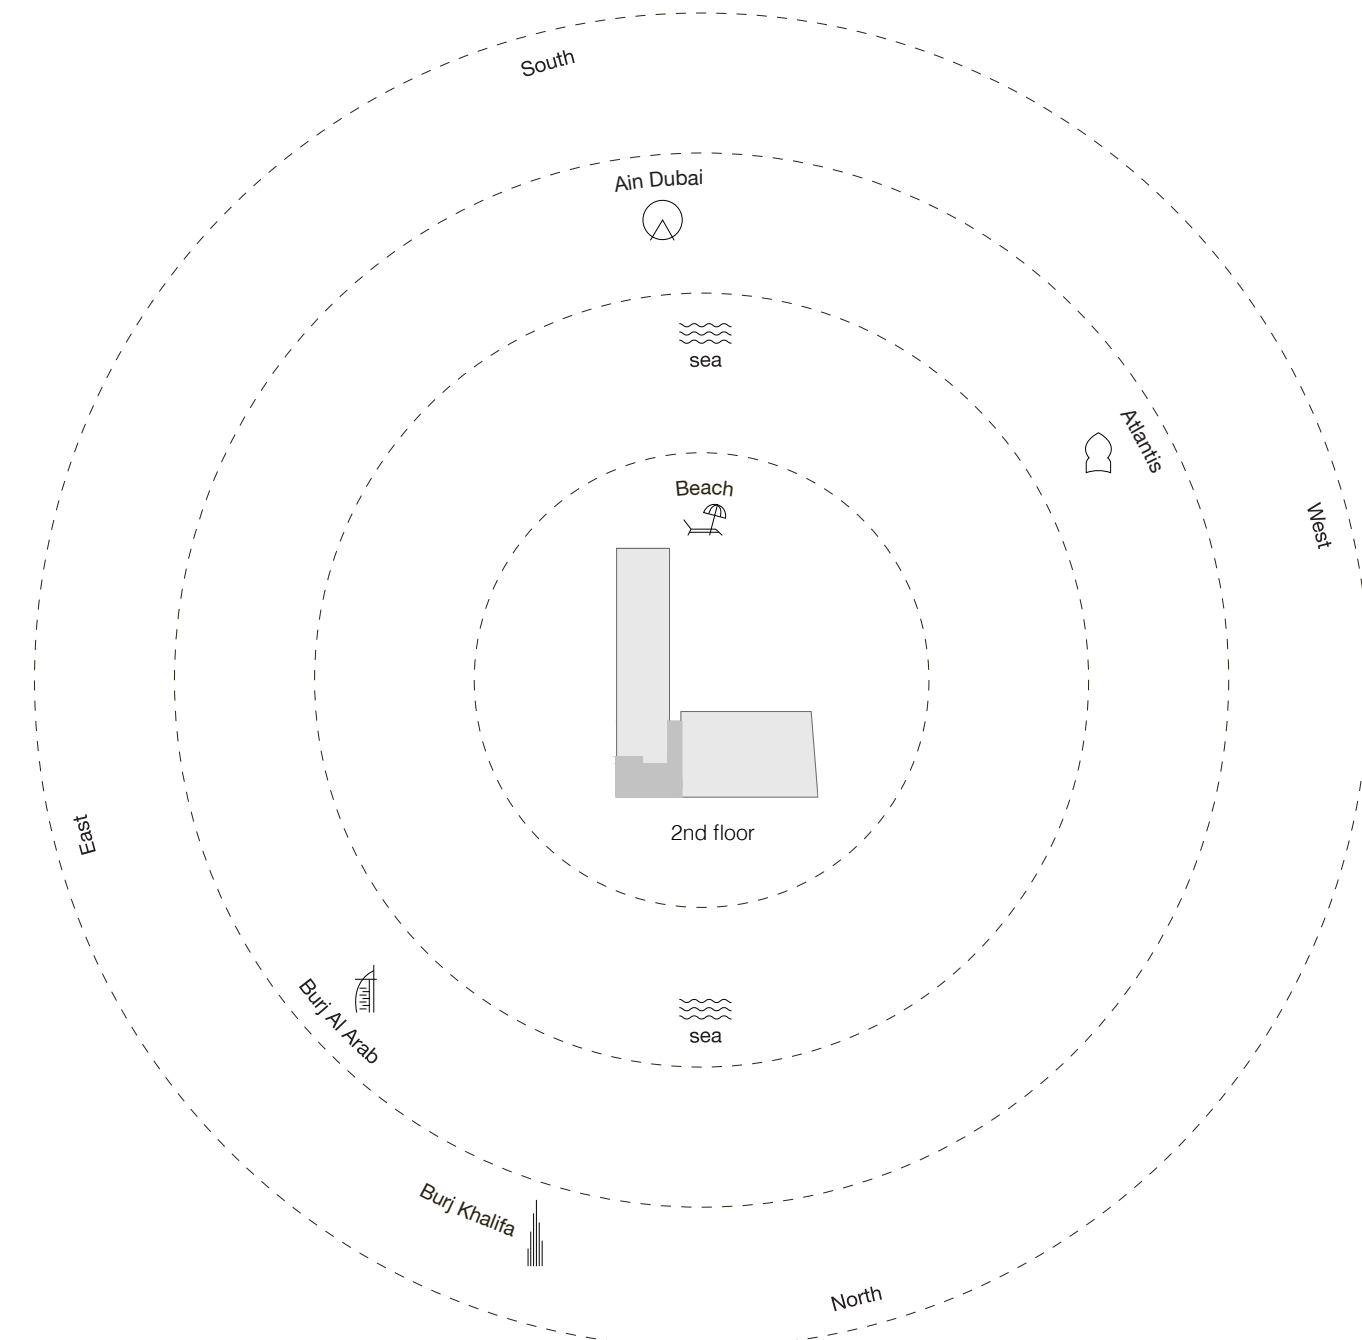 South
Ain Dubai
sea
Atlantis
Beach
West
2nd floor
East
Burj Al Arab
sea
Burj Khalifa
North